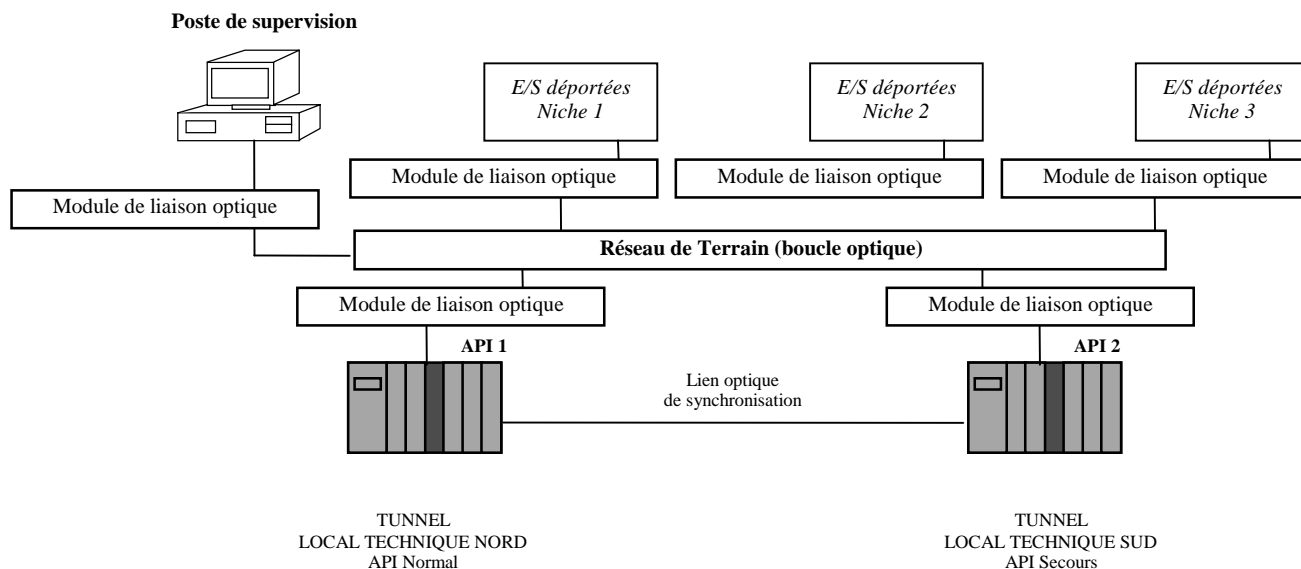 Poste de supervision
E/S déportées
Niche 1
E/S déportées
Niche 2
E/S déportées
Niche 3
Module de liaison optique
Module de liaison optique
Module de liaison optique
Module de liaison optique
Réseau de Terrain (boucle optique)
Module de liaison optique
Module de liaison optique
API 1
API 2
Lien optique
de synchronisation
TUNNEL
LOCAL TECHNIQUE NORD
API Normal
TUNNEL
LOCAL TECHNIQUE SUD
API Secours